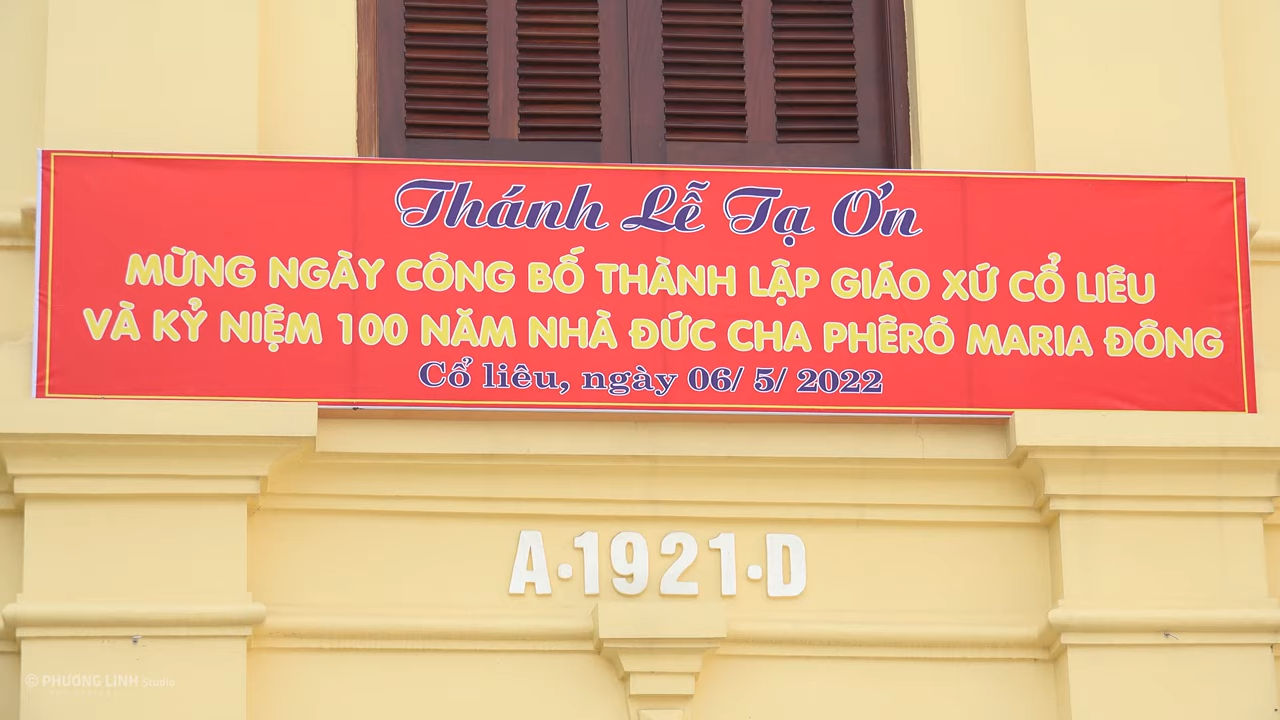 Thánh Lễ Tạ Ơn
MỪNG NGÀY CÔNG BỐ THÀNH LẬP GIÁO XỨ CỔ LIÊU
VÀ KỶ NIỆM 100 NĂM NHÀ ĐỨC CHA PHÊRÔ MARIA ĐÔNG
Cổ liêu, ngày 06/ 5/ 2022
A·1921·D
© PHƯƠNG LINH Studio